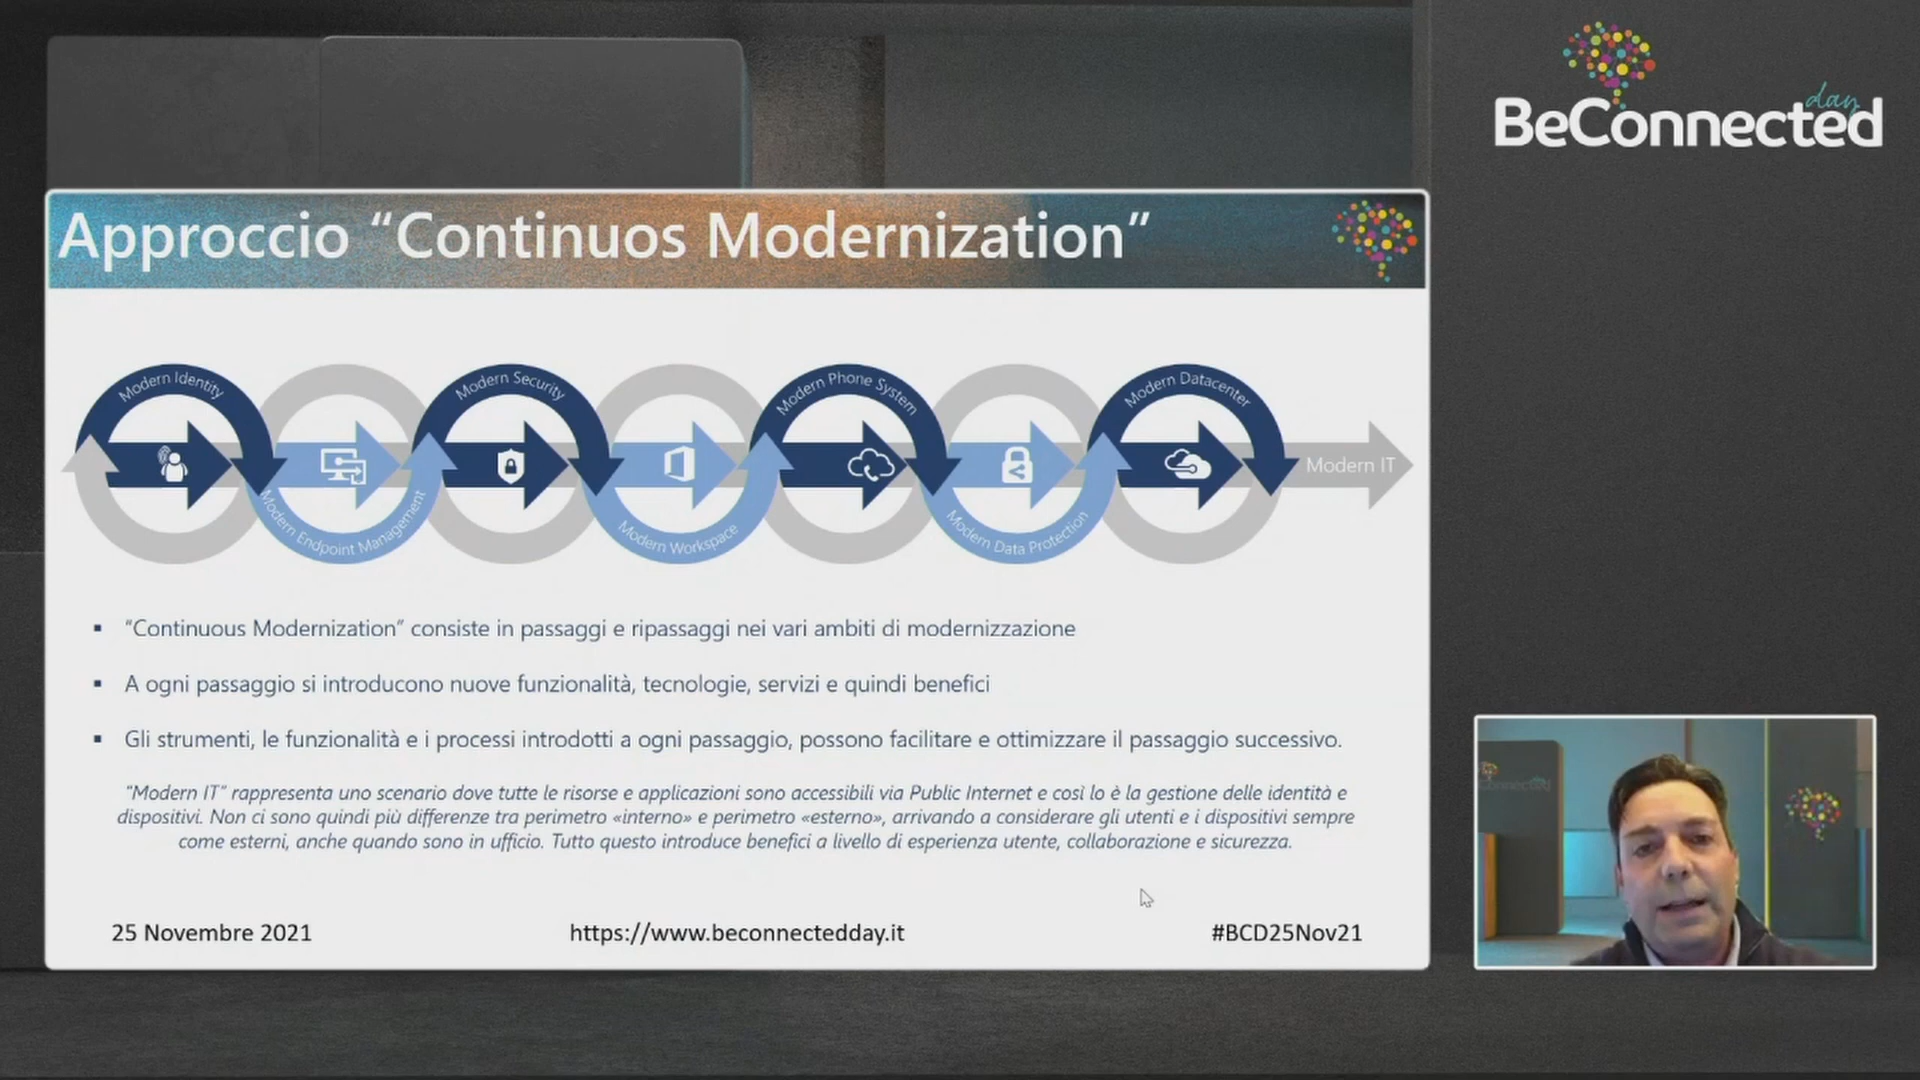 BeConnected
day
Approccio “Continuos Modernization”
Modern Identity
Modern Endpoint Management
Modern Security
Modern Workspace
Modern Phone System
Modern Data Protection
Modern Datacenter
Modern IT
▪ “Continuous Modernization” consiste in passaggi e ripassaggi nei vari ambiti di modernizzazione
▪ A ogni passaggio si introducono nuove funzionalità, tecnologie, servizi e quindi benefici
▪ Gli strumenti, le funzionalità e i processi introdotti a ogni passaggio, possono facilitare e ottimizzare il passaggio successivo.
“Modern IT” rappresenta uno scenario dove tutte le risorse e applicazioni sono accessibili via Public Internet e così lo è la gestione delle identità e
dispositivi. Non ci sono quindi più differenze tra perimetro «interno» e perimetro «esterno», arrivando a considerare gli utenti e i dispositivi sempre
come esterni, anche quando sono in ufficio. Tutto questo introduce benefici a livello di esperienza utente, collaborazione e sicurezza.
25 Novembre 2021
https://www.beconnectedday.it
#BCD25Nov21